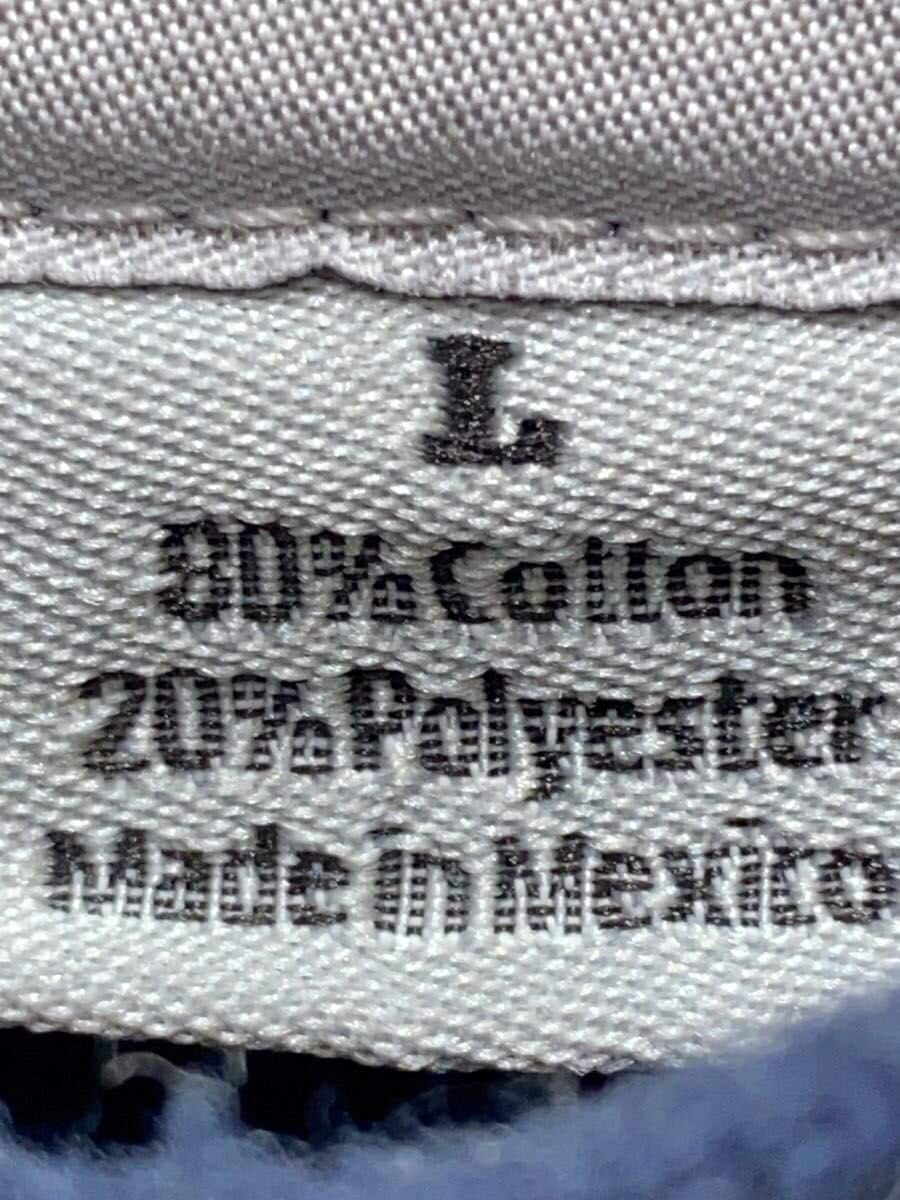 L
80% Cotton
20% Polyester
Made in Mexico